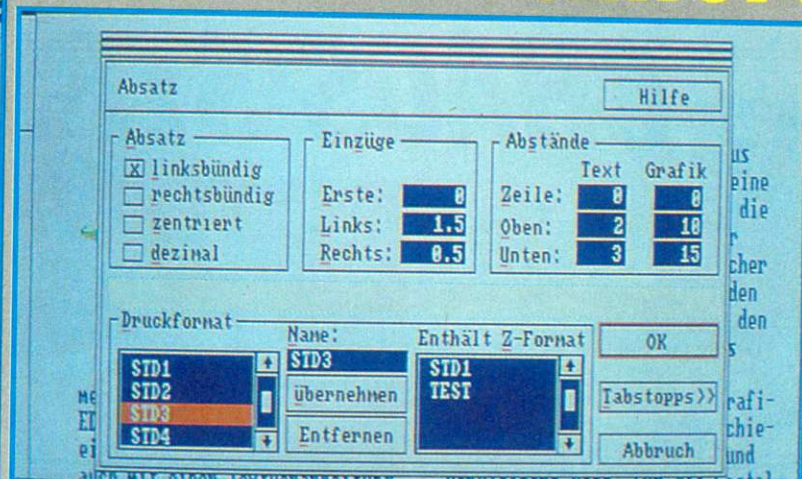 Absatz
Hilfe
Absatz
[X] linksbündig
rechtsbündig
zentriert
dezimal
Einzüge
Erste: 0
Links: 1.5
Rechts: 0.5
Abstände
Text Grafik
Zeile: 0 0
Oben: 2 10
Unten: 3 15
Druckformat
STD1
STD2
STD3
STD4
Name:
STD3
übernehmen
Entfernen
Enthält Z-Format
STD1
TEST
OK
Tabstopps>>
Abbruch
eine
die
cher
den
den
rafi-
chie-
und